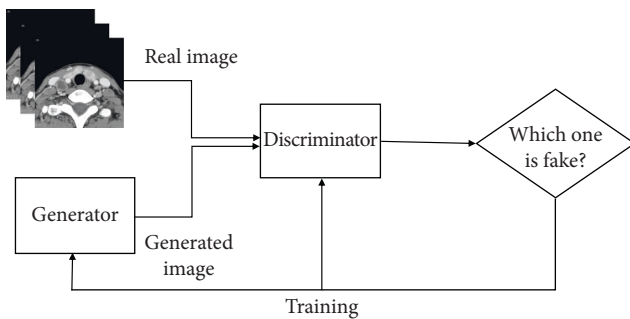 Real image
Discriminator
Which one
is fake?
Generator
Generated
image
Training